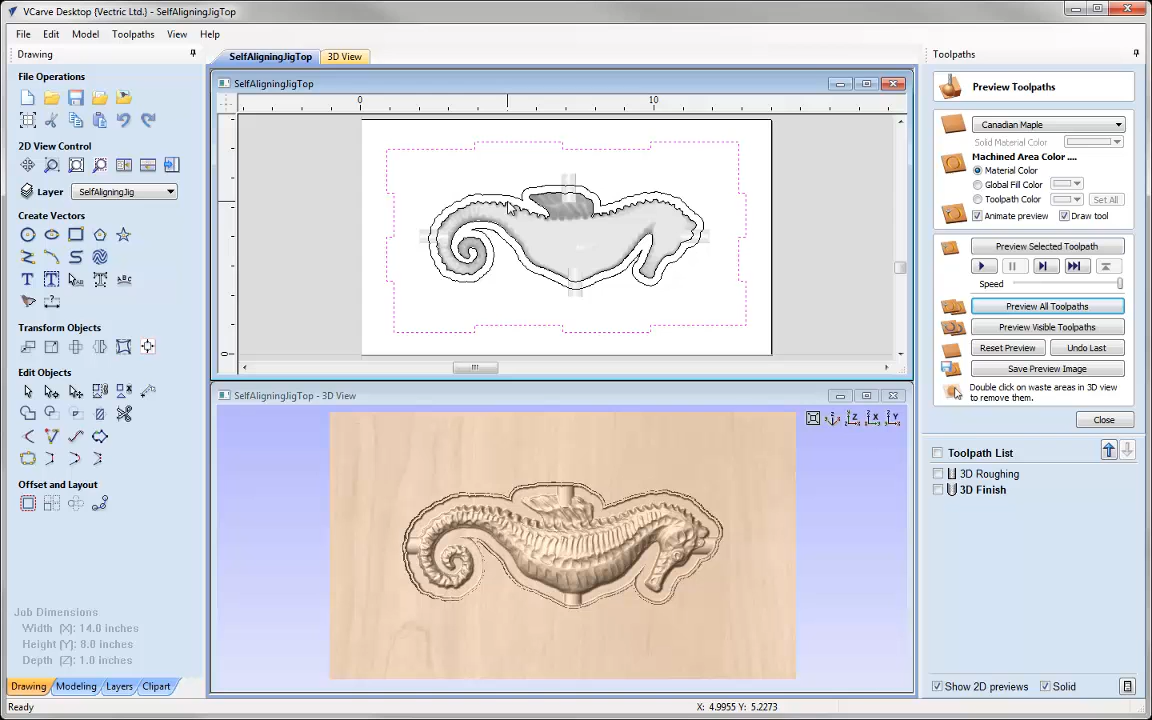 VCarve Desktop {Vectric Ltd.} - SelfAligningJigTop
File Edit Model Toolpaths View Help
Drawing
File Operations
2D View Control
Layer SelfAligningJig
Create Vectors
Transform Objects
Edit Objects
Offset and Layout
Job Dimensions
Width (X): 14.0 inches
Height (Y): 8.0 inches
Depth (Z): 1.0 inches
Drawing Modeling Layers Clipart
Ready
SelfAligningJigTop 3D View
SelfAligningJigTop
0 10
0
SelfAligningJigTop - 3D View
Z X Y
X: 4.9955 Y: 5.2273
Toolpaths
Preview Toolpaths
Canadian Maple
Solid Material Color
Machined Area Color ....
Material Color
Global Fill Color
Toolpath Color Set All
Animate preview Draw tool
Preview Selected Toolpath
Speed
Preview All Toolpaths
Preview Visible Toolpaths
Reset Preview Undo Last
Save Preview Image
Double click on waste areas in 3D view
to remove them.
Close
Toolpath List
3D Roughing
3D Finish
Show 2D previews Solid